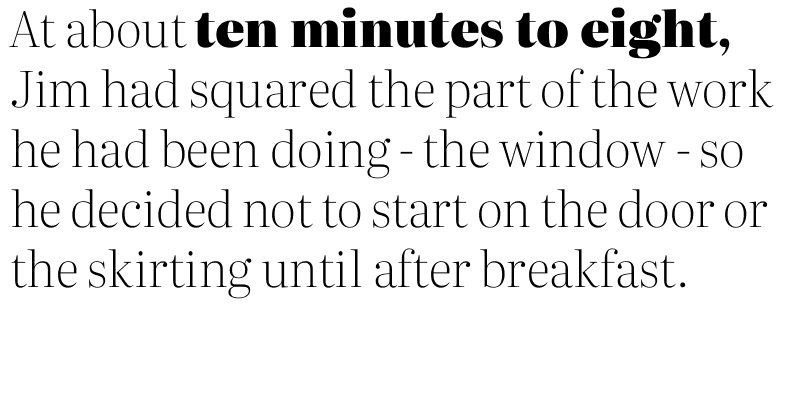 At about ten minutes to eight,
Jim had squared the part of the work
he had been doing - the window - so
he decided not to start on the door or
the skirting until after breakfast.